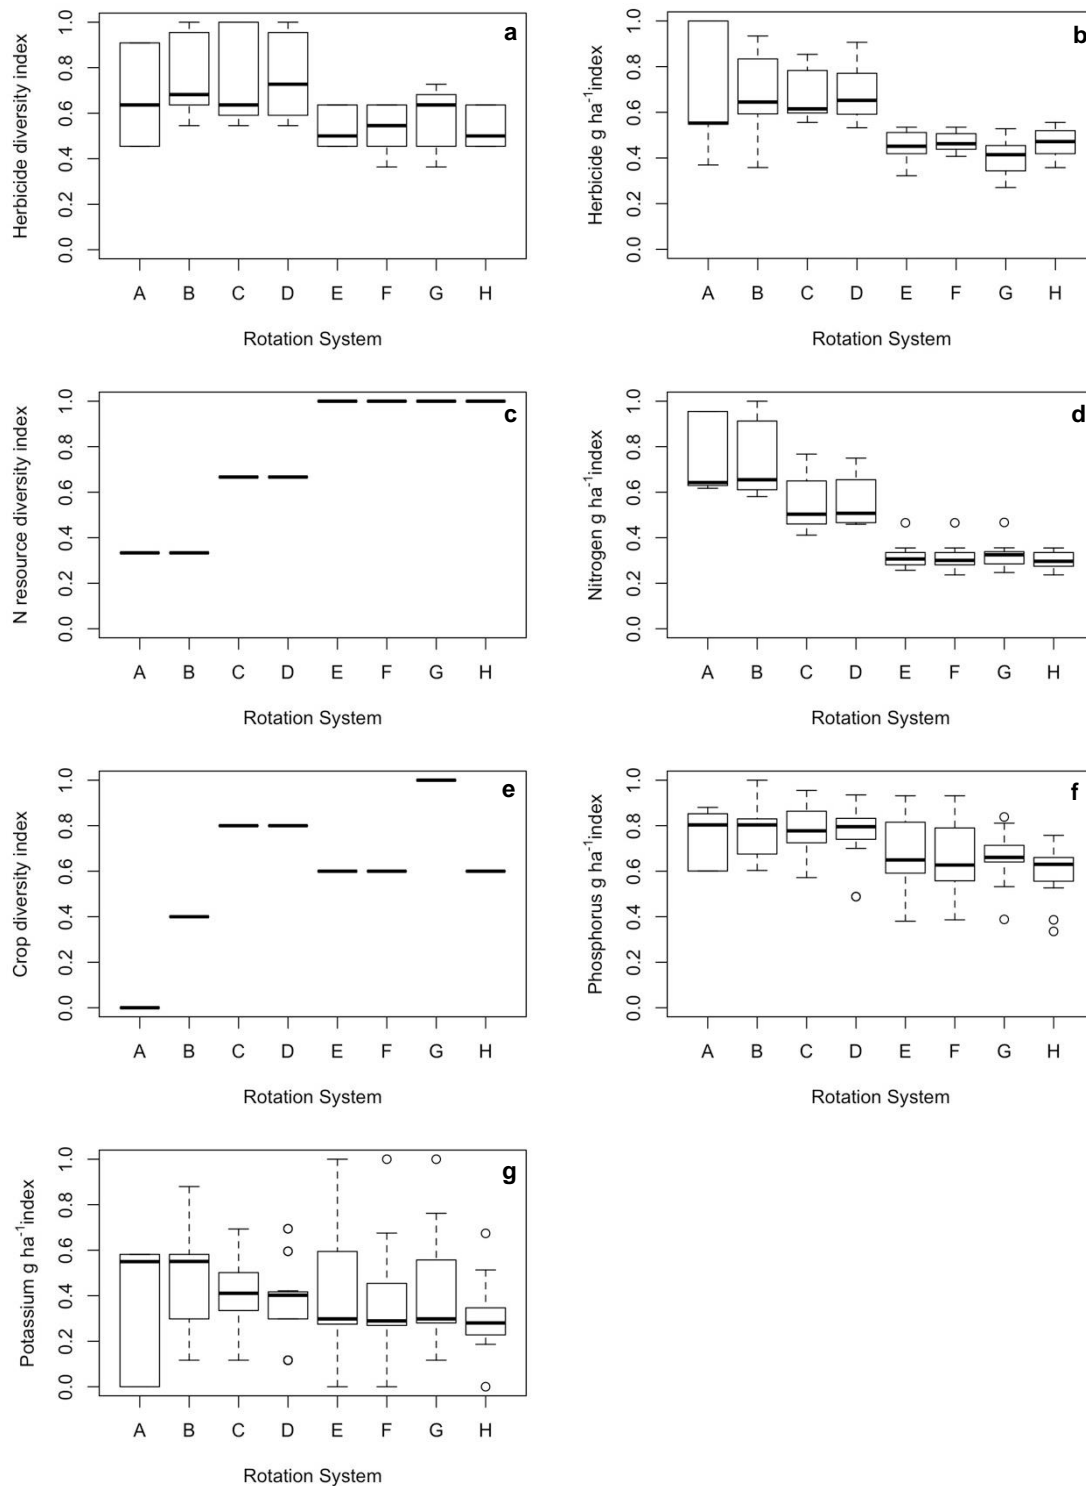 a
Herbicide diversity index
0.0 0.2 0.4 0.6 0.8 1.0
A B C D E F G H
Rotation System
b
Herbicide g ha⁻¹index
0.0 0.2 0.4 0.6 0.8 1.0
A B C D E F G H
Rotation System
c
N resource diversity index
0.0 0.2 0.4 0.6 0.8 1.0
A B C D E F G H
Rotation System
d
Nitrogen g ha⁻¹index
0.0 0.2 0.4 0.6 0.8 1.0
A B C D E F G H
Rotation System
e
Crop diversity index
0.0 0.2 0.4 0.6 0.8 1.0
A B C D E F G H
Rotation System
f
Phosphorus g ha⁻¹index
0.0 0.2 0.4 0.6 0.8 1.0
A B C D E F G H
Rotation System
g
Potassium g ha⁻¹index
0.0 0.2 0.4 0.6 0.8 1.0
A B C D E F G H
Rotation System